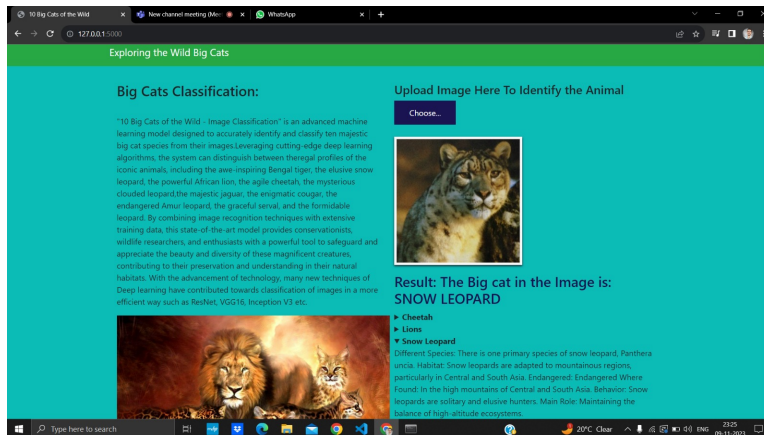 10 Big Cats of the Wild
New channel meeting (Mee
WhatsApp
127.0.0.1:5000
Exploring the Wild Big Cats
Big Cats Classification:
"10 Big Cats of the Wild - Image Classification" is an advanced machine
learning model designed to accurately identify and classify ten majestic
big cat species from their images.Leveraging cutting-edge deep learning
algorithms, the system can distinguish between theregal profiles of the
iconic animals, including the awe-inspiring Bengal tiger, the elusive snow
leopard, the powerful African lion, the agile cheetah, the mysterious
clouded leopard,the majestic jaguar, the enigmatic cougar, the
endangered Amur leopard, the graceful serval, and the formidable
leopard. By combining image recognition techniques with extensive
training data, this state-of-the-art model provides conservationists,
wildlife researchers, and enthusiasts with a powerful tool to safeguard and
appreciate the beauty and diversity of these magnificent creatures,
contributing to their preservation and understanding in their natural
habitats. With the advancement of technology, many new techniques of
Deep learning have contributed towards classification of images in a more
efficient way such as ResNet, VGG16, Inception V3 etc.
Upload Image Here To Identify the Animal
Choose...
Result: The Big cat in the Image is:
SNOW LEOPARD
Cheetah
Lions
Snow Leopard
Different Species: There is one primary species of snow leopard, Panthera
uncia. Habitat: Snow leopards are adapted to mountainous regions,
particularly in Central and South Asia. Endangered: Endangered Where
Found: In the high mountains of Central and South Asia. Behavior: Snow
leopards are solitary and elusive hunters. Main Role: Maintaining the
balance of high-altitude ecosystems.
Type here to search
20°C Clear
ENG
23:25
09-11-2023